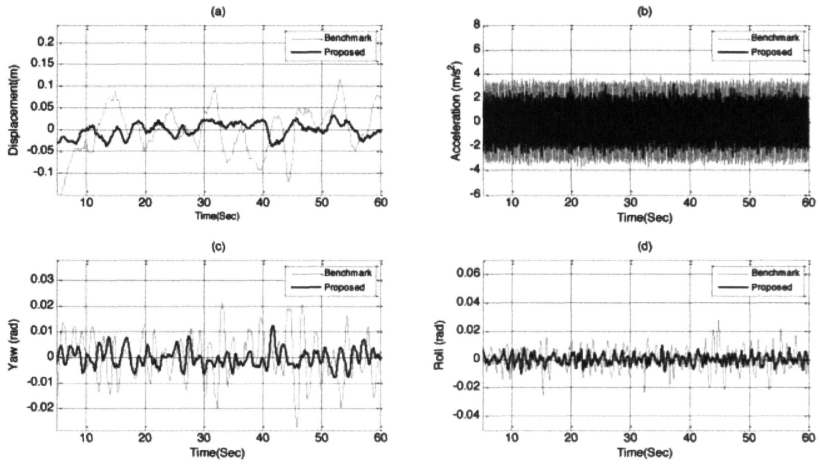 (a)
Benchmark
Proposed
Displacement(m)
0.2
0.15
0.1
0.05
0
-0.05
-0.1
10
20
30
40
50
60
Time(Sec)
(b)
Benchmark
Proposed
Acceleration (m/s²)
8
6
4
2
0
-2
-4
-6
10
20
30
40
50
60
Time(Sec)
(c)
Benchmark
Proposed
Yaw (rad)
0.03
0.02
0.01
0
-0.01
-0.02
10
20
30
40
50
60
Time(Sec)
(d)
Benchmark
Proposed
Roll (rad)
0.06
0.04
0.02
0
-0.02
-0.04
10
20
30
40
50
60
Time(Sec)